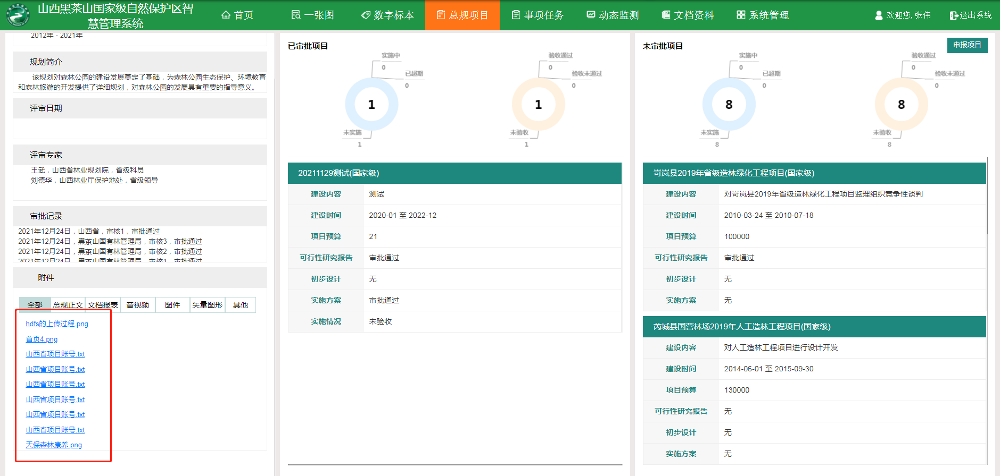 山西黑茶山国家级自然保护区智
慧管理系统
首页
一张图
数字标本
总规项目
事项任务
动态监测
文档资料
系统管理
欢迎您, 张伟
退出系统
2012年 - 2021年
规划简介
该规划对森林公园的建设发展奠定了基础，为森林公园生态保护、环境教育
和森林旅游的开发提供了详细规划，对森林公园的发展具有重要的指导意义。
评审日期
评审专家
王武，山西省林业规划院，省级科员
刘德华，山西林业厅保护地处，省级领导
审批记录
2021年12月24日，山西省，审核1，审批通过
2021年12月24日，黑茶山国有林管理局，审核3，审批通过
2021年12月24日，黑茶山国有林管理局，审核2，审批通过
2021年12月24日，黑茶山国有林管理局，审核1，审批通过
附件
全部 总规正文 文档报表 音视频 图件 矢量图形 其他
hdfs的上传过程.png
首页4.png
山西省项目账号.txt
山西省项目账号.txt
山西省项目账号.txt
山西省项目账号.txt
山西省项目账号.txt
山西省项目账号.txt
天保森林康养.png
已审批项目
实施中
0
已超期
0
1
未实施
1
验收通过
0
验收未通过
0
1
未验收
1
20211129测试(国家级)
建设内容 测试
建设时间 2020-01 至 2022-12
项目预算 21
可行性研究报告 审批通过
初步设计 无
实施方案 审批通过
实施情况 未验收
未审批项目
申报项目
实施中
0
已超期
0
8
未实施
8
验收通过
0
验收未通过
0
8
未验收
8
岢岚县2019年省级造林绿化工程项目(国家级)
建设内容 对岢岚县2019年省级造林绿化工程项目监理组织竞争性谈判
建设时间 2010-03-24 至 2010-07-18
项目预算 100000
可行性研究报告 审批通过
初步设计 无
实施方案 无
芮城县国营林场2019年人工造林工程项目(国家级)
建设内容 对人工造林工程项目进行设计开发
建设时间 2014-06-01 至 2015-09-30
项目预算 130000
可行性研究报告 无
初步设计 无
实施方案 无